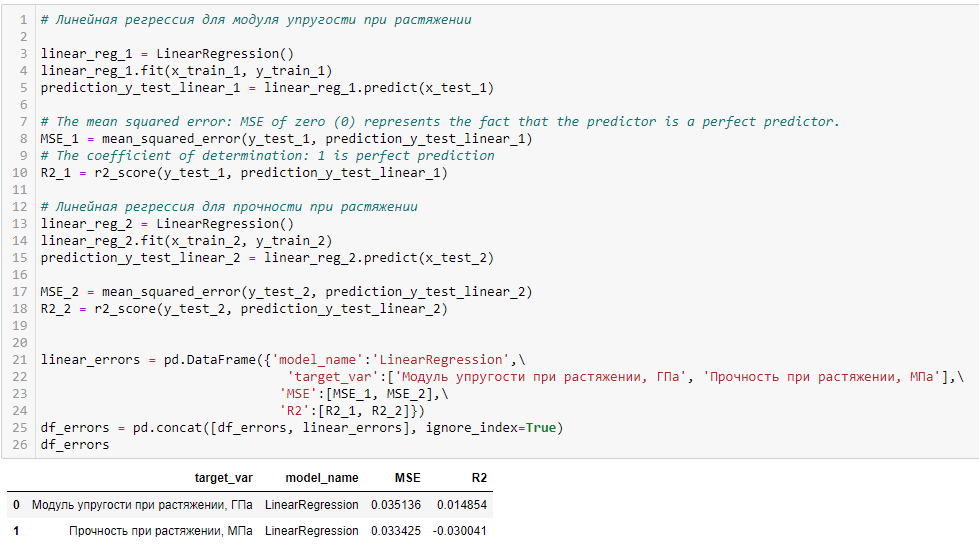 1 # Линейная регрессия для модуля упругости при растяжении
2
3 linear_reg_1 = LinearRegression()
4 linear_reg_1.fit(x_train_1, y_train_1)
5 prediction_y_test_linear_1 = linear_reg_1.predict(x_test_1)
6
7 # The mean squared error: MSE of zero (0) represents the fact that the predictor is a perfect predictor.
8 MSE_1 = mean_squared_error(y_test_1, prediction_y_test_linear_1)
9 # The coefficient of determination: 1 is perfect prediction
10 R2_1 = r2_score(y_test_1, prediction_y_test_linear_1)
11
12 # Линейная регрессия для прочности при растяжении
13 linear_reg_2 = LinearRegression()
14 linear_reg_2.fit(x_train_2, y_train_2)
15 prediction_y_test_linear_2 = linear_reg_2.predict(x_test_2)
16
17 MSE_2 = mean_squared_error(y_test_2, prediction_y_test_linear_2)
18 R2_2 = r2_score(y_test_2, prediction_y_test_linear_2)
19
20
21 linear_errors = pd.DataFrame({'model_name':'LinearRegression',\
22 'target_var':['Модуль упругости при растяжении, ГПа', 'Прочность при растяжении, МПа'],\
23 'MSE':[MSE_1, MSE_2],\
24 'R2':[R2_1, R2_2]})
25 df_errors = pd.concat([df_errors, linear_errors], ignore_index=True)
26 df_errors
target_var model_name MSE R2
0 Модуль упругости при растяжении, ГПа LinearRegression 0.035136 0.014854
1 Прочность при растяжении, МПа LinearRegression 0.033425 -0.030041